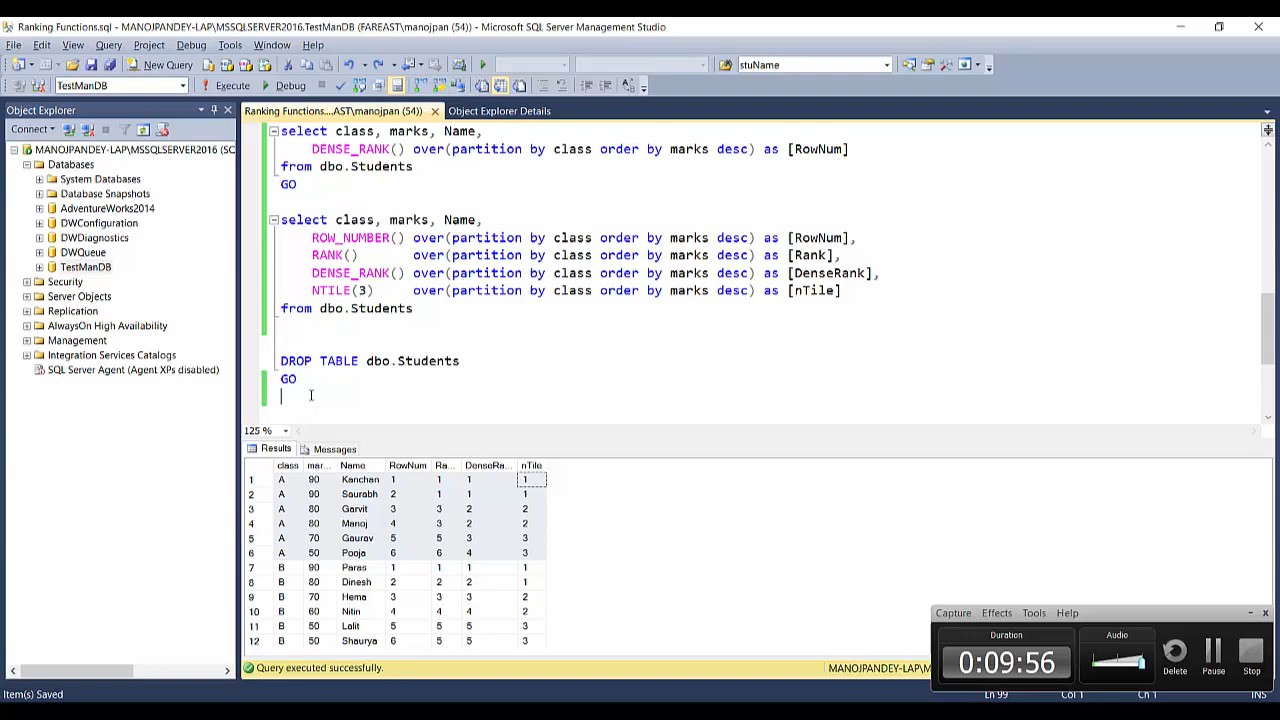 Ranking Functions.sql - MANOJPANDEY-LAP\MSSQLSERVER2016.TestManDB (FAREAST\manojpan (54)) - Microsoft SQL Server Management Studio
File Edit View Query Project Debug Tools Window Help
New Query stuName
TestManDB Execute Debug
Object Explorer
Ranking Functions....AST\manojpan (54)) Object Explorer Details
Connect
MANOJPANDEY-LAP\MSSQLSERVER2016 (SQ
Databases
System Databases
Database Snapshots
AdventureWorks2014
DWConfiguration
DWDiagnostics
DWQueue
TestManDB
Security
Server Objects
Replication
AlwaysOn High Availability
Management
Integration Services Catalogs
SQL Server Agent (Agent XPs disabled)
select class, marks, Name,
DENSE_RANK() over(partition by class order by marks desc) as [RowNum]
from dbo.Students
GO
select class, marks, Name,
ROW_NUMBER() over(partition by class order by marks desc) as [RowNum],
RANK() over(partition by class order by marks desc) as [Rank],
DENSE_RANK() over(partition by class order by marks desc) as [DenseRank],
NTILE(3) over(partition by class order by marks desc) as [nTile]
from dbo.Students
DROP TABLE dbo.Students
GO
125 %
Results Messages
class mar... Name RowNum Ra... DenseRa... nTile
1 A 90 Kanchan 1 1 1 1
2 A 90 Saurabh 2 1 1 1
3 A 80 Garvit 3 3 2 2
4 A 80 Manoj 4 3 2 2
5 A 70 Gaurav 5 5 3 3
6 A 50 Pooja 6 6 4 3
7 B 90 Paras 1 1 1 1
8 B 80 Dinesh 2 2 2 1
9 B 70 Hema 3 3 3 2
10 B 60 Nitin 4 4 4 2
11 B 50 Lalit 5 5 5 3
12 B 50 Shaurya 6 5 5 3
Query executed successfully. MANOJPANDEY-LAP\M
Capture Effects Tools Help
Duration Audio
0:09:56
Delete Pause Stop
Item(s) Saved Ln 99 Col 1 Ch 1 INS